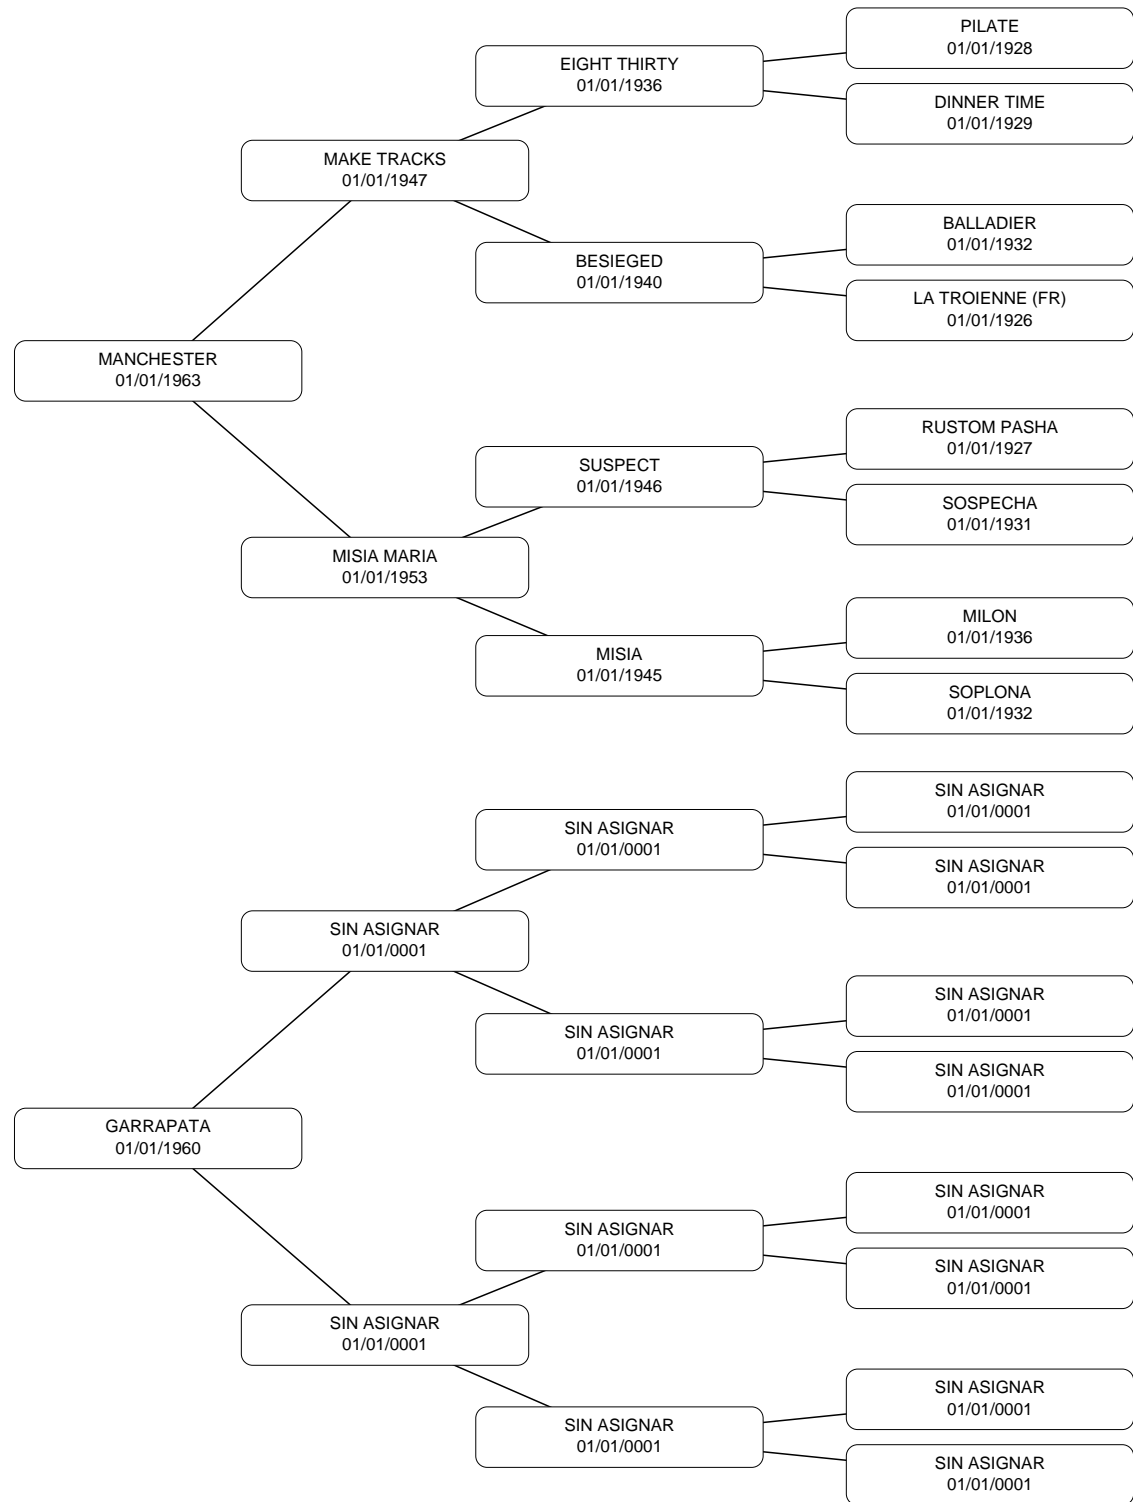 PILATE
01/01/1928
EIGHT THIRTY
01/01/1936
DINNER TIME
01/01/1929
MAKE TRACKS
01/01/1947
BALLADIER
01/01/1932
BESIEGED
01/01/1940
LA TROIENNE (FR)
01/01/1926
MANCHESTER
01/01/1963
RUSTOM PASHA
01/01/1927
SUSPECT
01/01/1946
SOSPECHA
01/01/1931
MISIA MARIA
01/01/1953
MILON
01/01/1936
MISIA
01/01/1945
SOPLONA
01/01/1932
SIN ASIGNAR
01/01/0001
SIN ASIGNAR
01/01/0001
SIN ASIGNAR
01/01/0001
SIN ASIGNAR
01/01/0001
SIN ASIGNAR
01/01/0001
SIN ASIGNAR
01/01/0001
SIN ASIGNAR
01/01/0001
GARRAPATA
01/01/1960
SIN ASIGNAR
01/01/0001
SIN ASIGNAR
01/01/0001
SIN ASIGNAR
01/01/0001
SIN ASIGNAR
01/01/0001
SIN ASIGNAR
01/01/0001
SIN ASIGNAR
01/01/0001
SIN ASIGNAR
01/01/0001